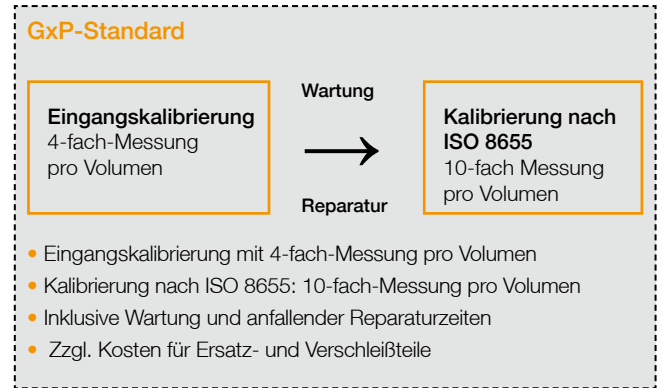 GxP-Standard
Eingangskalibrierung
4-fach-Messung
pro Volumen
Wartung
Reparatur
Kalibrierung nach
ISO 8655
10-fach Messung
pro Volumen
• Eingangskalibrierung mit 4-fach-Messung pro Volumen
• Kalibrierung nach ISO 8655: 10-fach-Messung pro Volumen
• Inklusive Wartung und anfallender Reparaturzeiten
• Zzgl. Kosten für Ersatz- und Verschleißteile